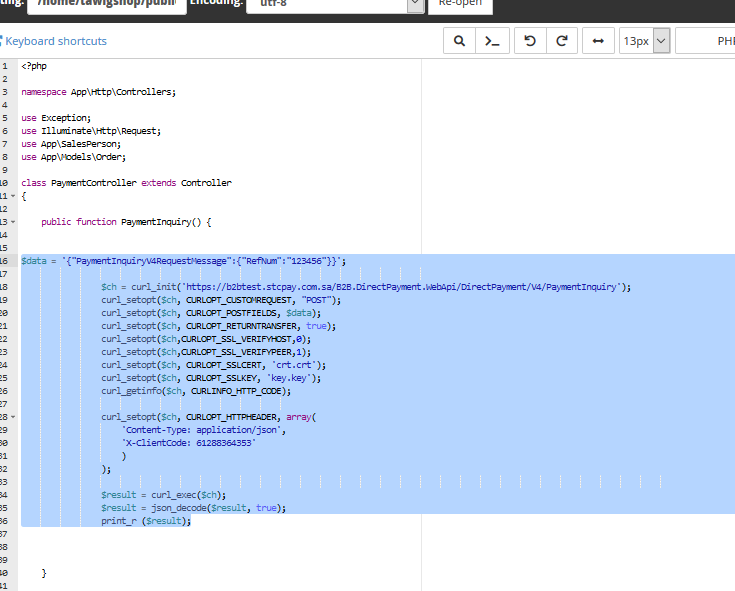 /home/tawigshop/publi
Encoding:
utf-8
Re-open
Keyboard shortcuts
13px
PHP
1 <?php
2
3 namespace App\Http\Controllers;
4
5 use Exception;
6 use Illuminate\Http\Request;
7 use App\SalesPerson;
8 use App\Models\Order;
9
10 class PaymentController extends Controller
11 {
12
13 public function PaymentInquiry() {
14
15
16 $data = '{"PaymentInquiryV4RequestMessage":{"RefNum":"123456"}}';
17
18 $ch = curl_init('https://b2btest.stcpay.com.sa/B2B.DirectPayment.WebApi/DirectPayment/V4/PaymentInquiry');
19 curl_setopt($ch, CURLOPT_CUSTOMREQUEST, "POST");
20 curl_setopt($ch, CURLOPT_POSTFIELDS, $data);
21 curl_setopt($ch, CURLOPT_RETURNTRANSFER, true);
22 curl_setopt($ch,CURLOPT_SSL_VERIFYHOST,0);
23 curl_setopt($ch,CURLOPT_SSL_VERIFYPEER,1);
24 curl_setopt($ch, CURLOPT_SSLCERT, 'crt.crt');
25 curl_setopt($ch, CURLOPT_SSLKEY, 'key.key');
26 curl_getinfo($ch, CURLINFO_HTTP_CODE);
27
28 curl_setopt($ch, CURLOPT_HTTPHEADER, array(
29 'Content-Type: application/json',
30 'X-ClientCode: 61288364353'
31 )
32 );
33
34 $result = curl_exec($ch);
35 $result = json_decode($result, true);
36 print_r ($result);
37
38
39
40 }
41